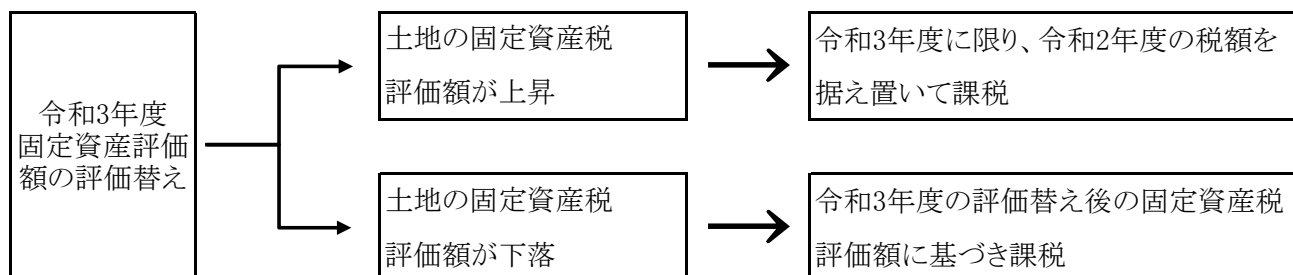 令和3年度
固定資産評価
額の評価替え
土地の固定資産税
評価額が上昇
令和3年度に限り、令和2年度の税額を
据え置いて課税
土地の固定資産税
評価額が下落
令和3年度の評価替え後の固定資産税
評価額に基づき課税